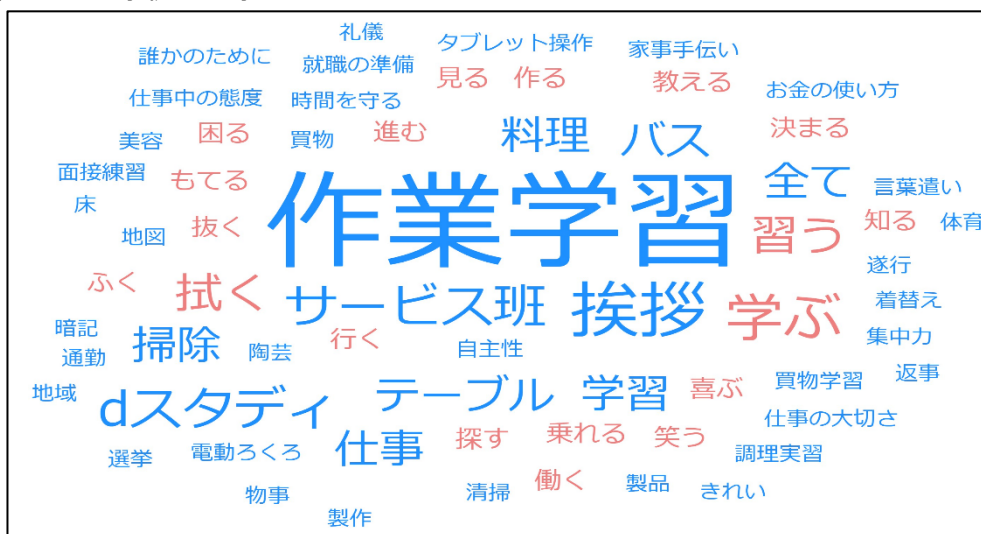 礼儀
誰かのために
就職の準備
タブレット操作
家事手伝い
見る
作る
教える
お金の使い方
仕事中の態度
時間を守る
美容
困る
買物
進む
料理
バス
決まる
面接練習
もてる
作業学習
全て
言葉遣い
床
地図
抜く
習う
知る
体育
ふく
拭く
サービス班
挨拶
学ぶ
遂行
着替え
暗記
通勤
掃除
陶芸
行く
自主性
集中力
返事
地域
dスタディ
テーブル
学習
喜ぶ
買物学習
仕事の大切さ
選挙
電動ろくろ
仕事
探す
乗れる
笑う
調理実習
物事
清掃
働く
製品
きれい
製作